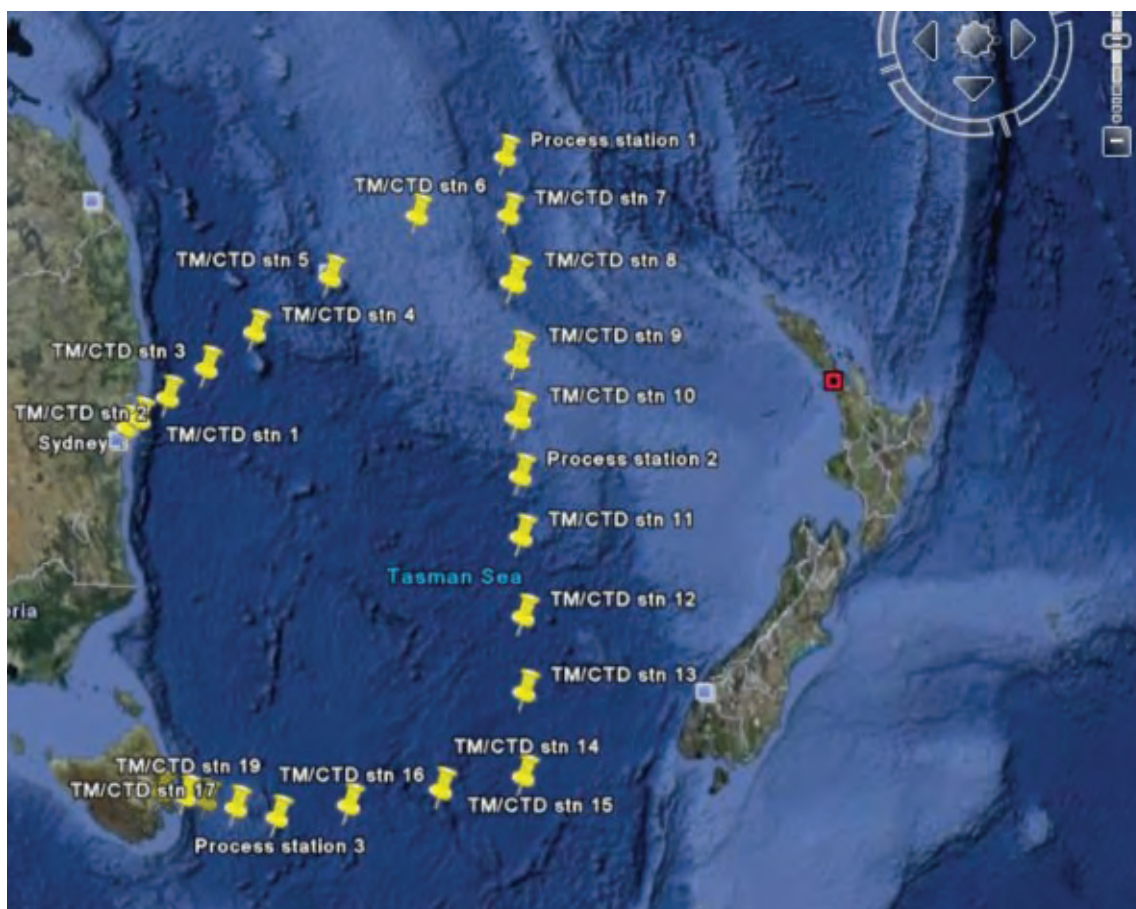 Process station 1
TM/CTD stn 6
TM/CTD stn 7
TM/CTD stn 5
TM/CTD stn 8
TM/CTD stn 4
TM/CTD stn 9
TM/CTD stn 3
TM/CTD stn 10
TM/CTD stn 2
TM/CTD stn 1
Sydney
Process station 2
TM/CTD stn 11
Tasman Sea
TM/CTD stn 12
ria
TM/CTD stn 13
TM/CTD stn 14
TM/CTD stn 19
TM/CTD stn 16
TM/CTD stn 17
TM/CTD stn 15
Process station 3